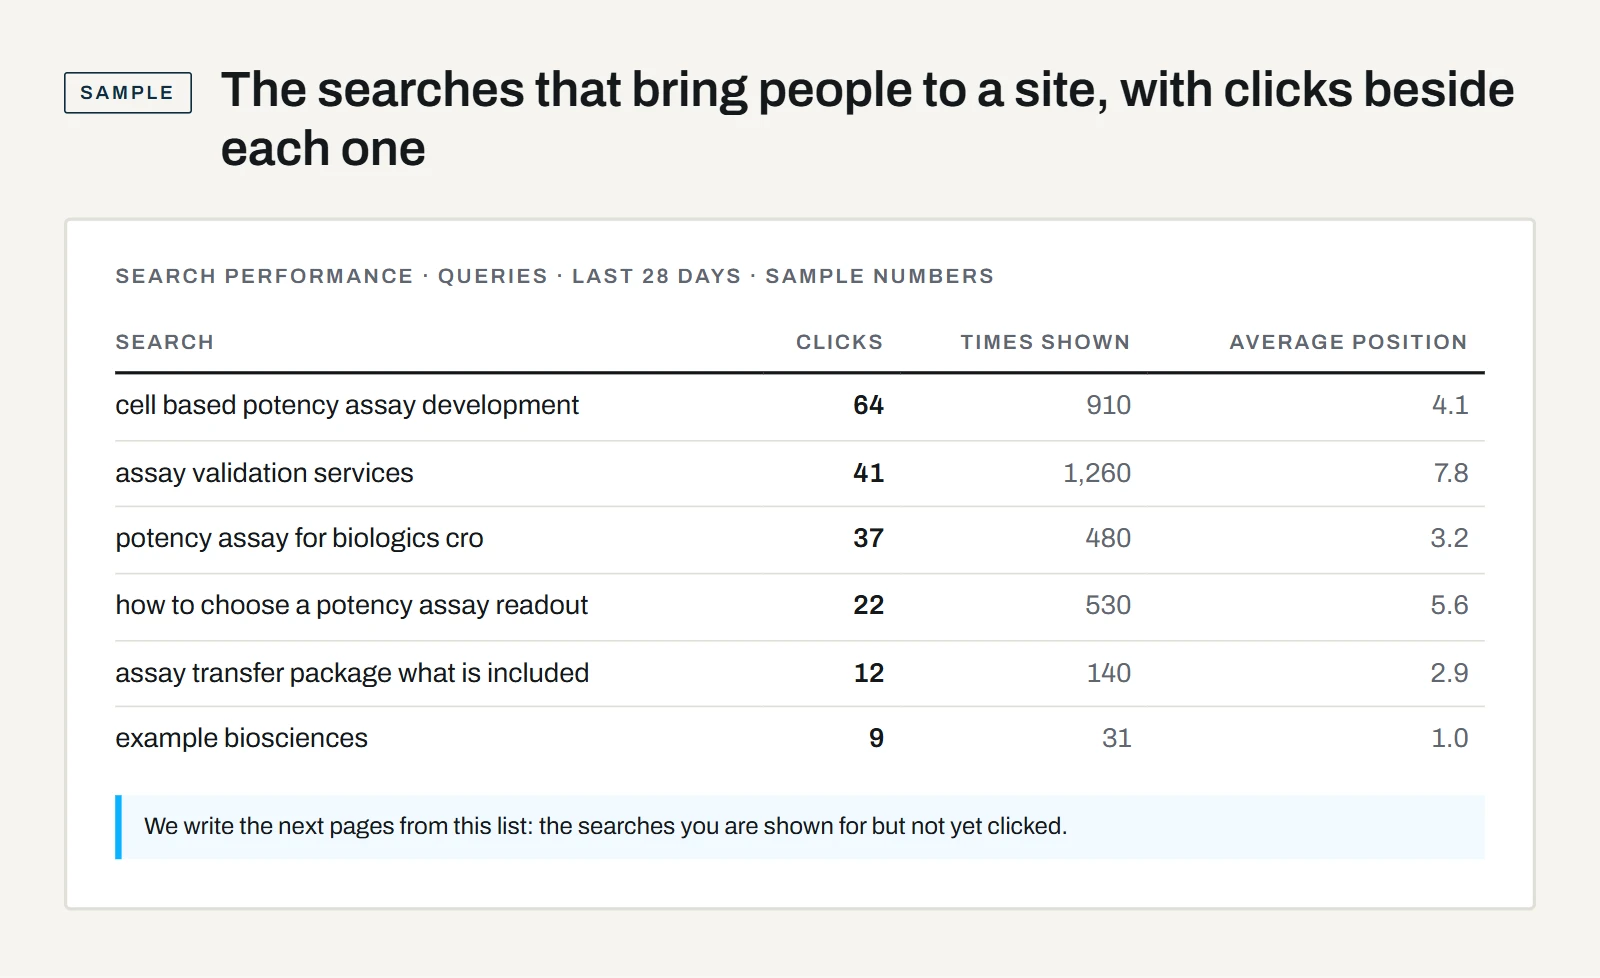 SAMPLE
The searches that bring people to a site, with clicks beside
each one
SEARCH PERFORMANCE · QUERIES · LAST 28 DAYS · SAMPLE NUMBERS
SEARCH CLICKS TIMES SHOWN AVERAGE POSITION
cell based potency assay development 64 910 4.1
assay validation services 41 1,260 7.8
potency assay for biologics cro 37 480 3.2
how to choose a potency assay readout 22 530 5.6
assay transfer package what is included 12 140 2.9
example biosciences 9 31 1.0
We write the next pages from this list: the searches you are shown for but not yet clicked.